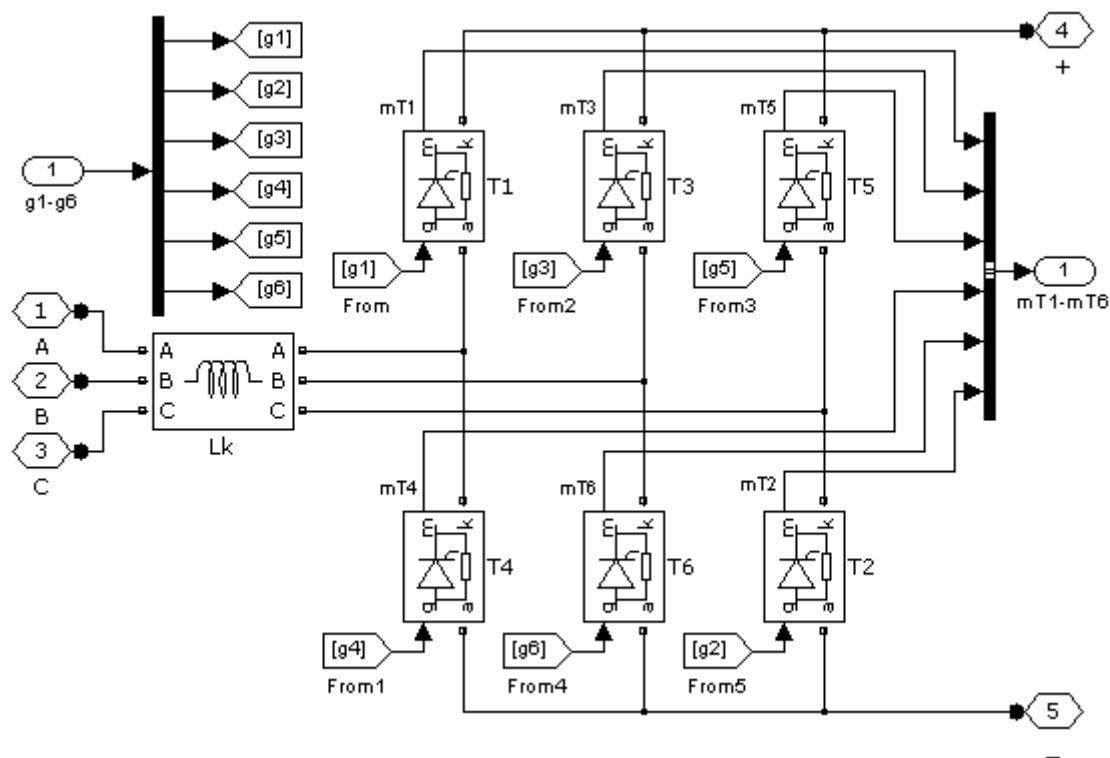 [g1]
[g2]
[g3]
[g4]
[g5]
[g6]
1
g1-g6
4
+
mT1
m k
g a
T1
[g1]
From
mT3
m k
g a
T3
[g3]
From2
mT5
m k
g a
T5
[g5]
From3
1
mT1-mT6
1
A
2
B
3
C
A A
B B
C C
Lk
mT4
m k
g a
T4
[g4]
From1
mT6
m k
g a
T6
[g6]
From4
mT2
m k
g a
T2
[g2]
From5
5
-